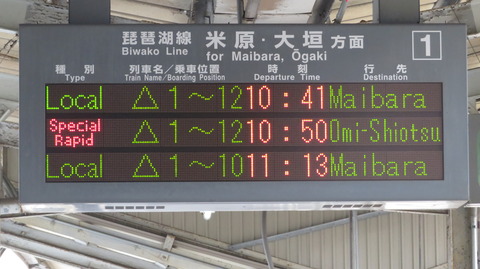 琵琶湖線 米原・大垣 方面 1
Biwako Line for Maibara, Ōgaki
種別 列車名／乗車位置 時刻 行先
Type Train Name/Boarding Position Departure Time Destination
Local △ 1～12 10:41 Maibara
Special Rapid △ 1～12 10:50 Omi-Shiotsu
Local △ 1～10 11:13 Maibara